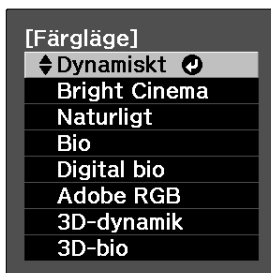 [Färgläge]
Dynamiskt
Bright Cinema
Naturligt
Bio
Digital bio
Adobe RGB
3D-dynamik
3D-bio